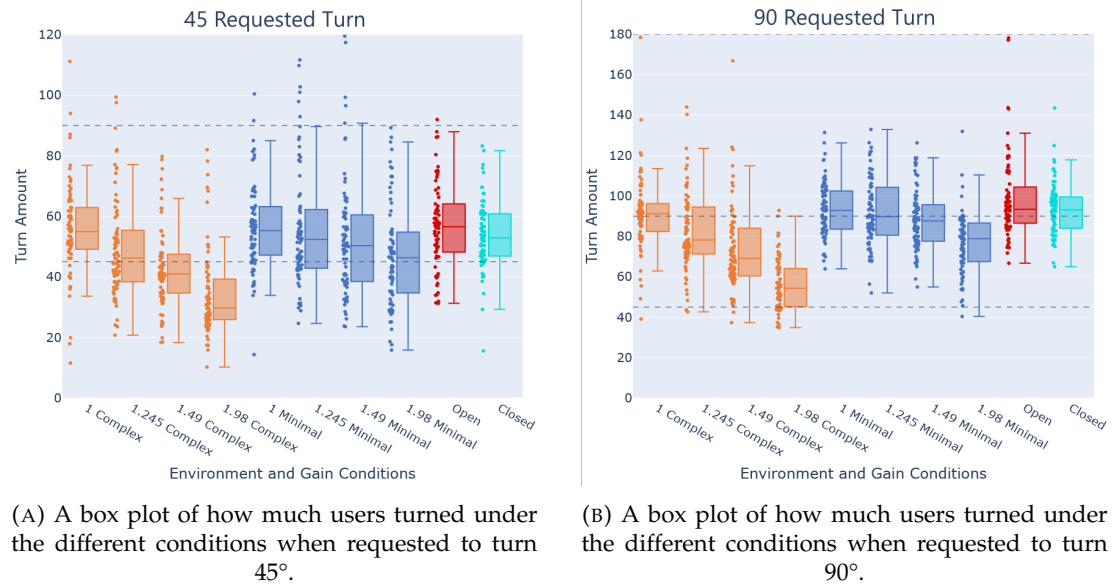 45 Requested Turn
120
100
80
60
40
20
0
Turn Amount
1 Complex
1.245 Complex
1.49 Complex
1.98 Complex
1 Minimal
1.245 Minimal
1.49 Minimal
1.98 Minimal
Open
Closed
Environment and Gain Conditions
90 Requested Turn
180
160
140
120
100
80
60
40
20
0
Turn Amount
1 Complex
1.245 Complex
1.49 Complex
1.98 Complex
1 Minimal
1.245 Minimal
1.49 Minimal
1.98 Minimal
Open
Closed
Environment and Gain Conditions
(A) A box plot of how much users turned under
the different conditions when requested to turn
45°.
(B) A box plot of how much users turned under
the different conditions when requested to turn
90°.